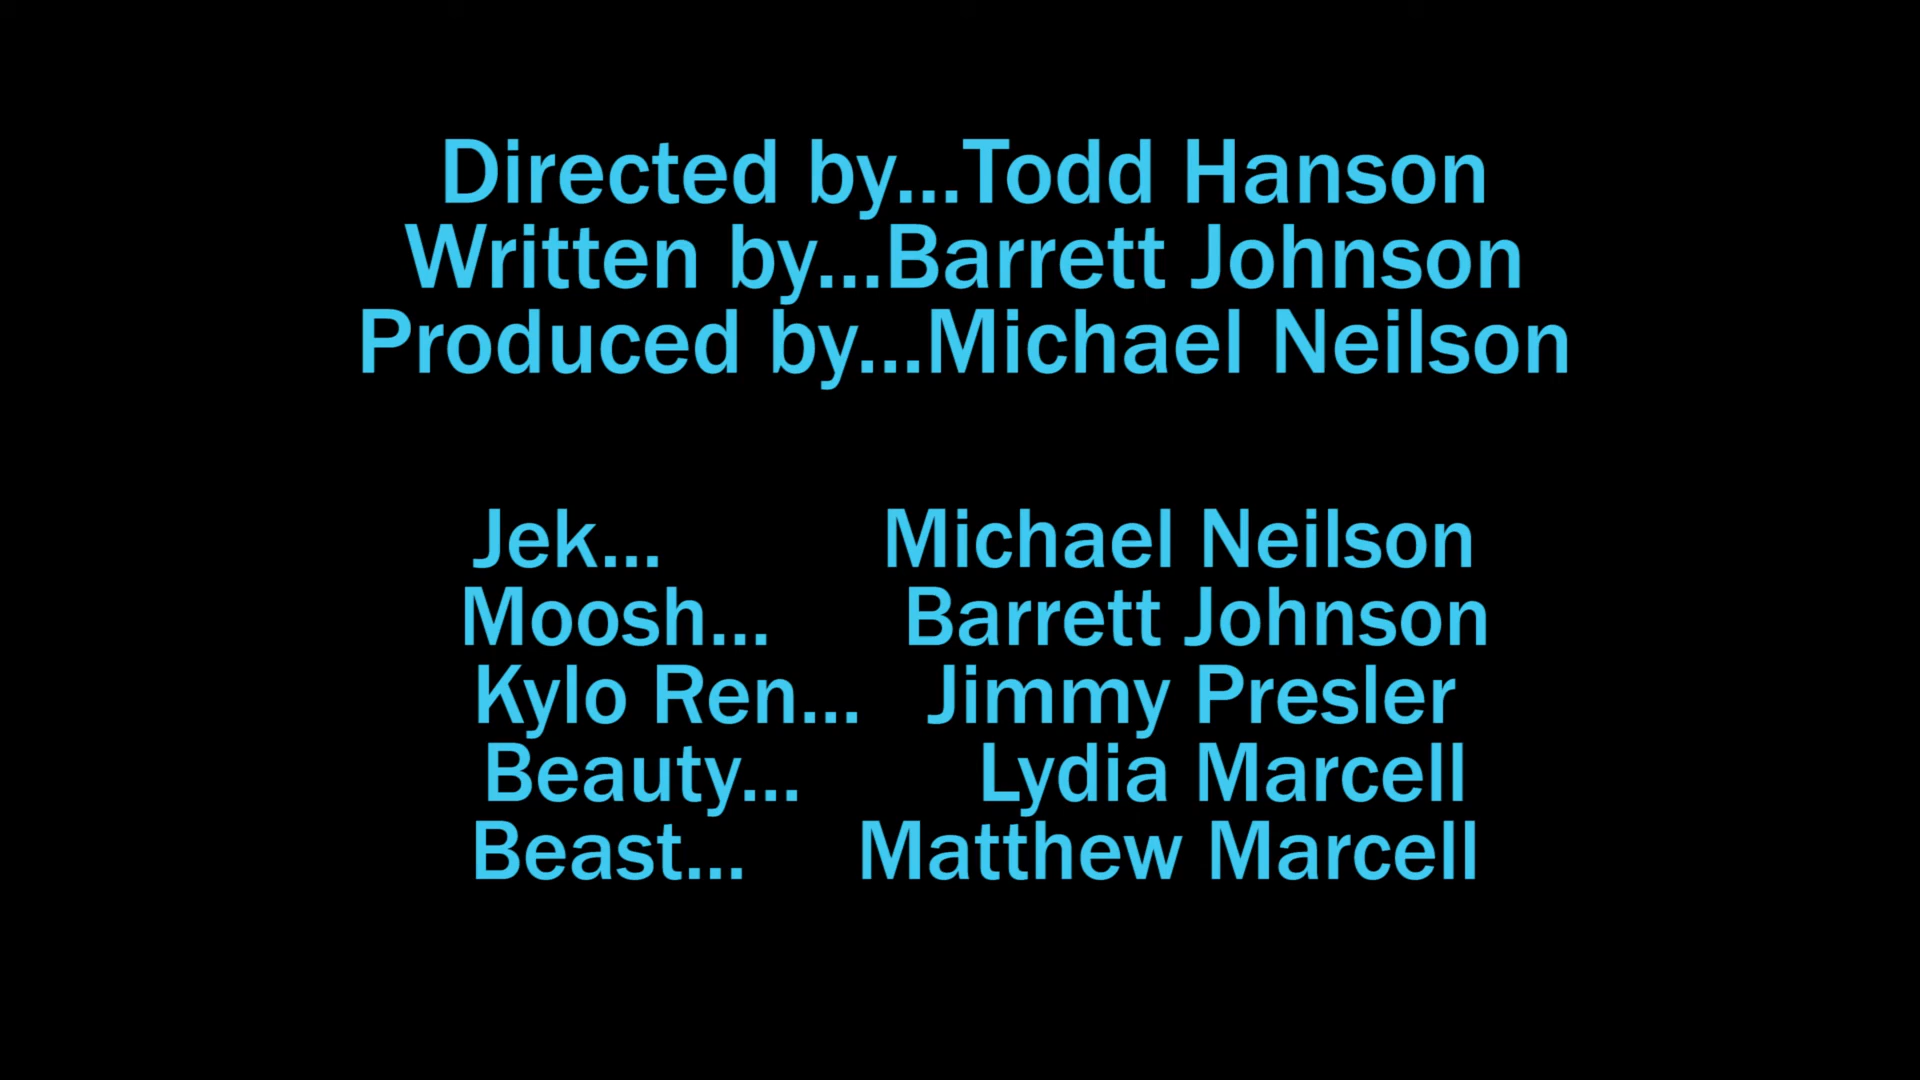 Directed by...Todd Hanson
Written by...Barrett Johnson
Produced by...Michael Neilson
Jek... Michael Neilson
Moosh... Barrett Johnson
Kylo Ren... Jimmy Presler
Beauty... Lydia Marcell
Beast... Matthew Marcell